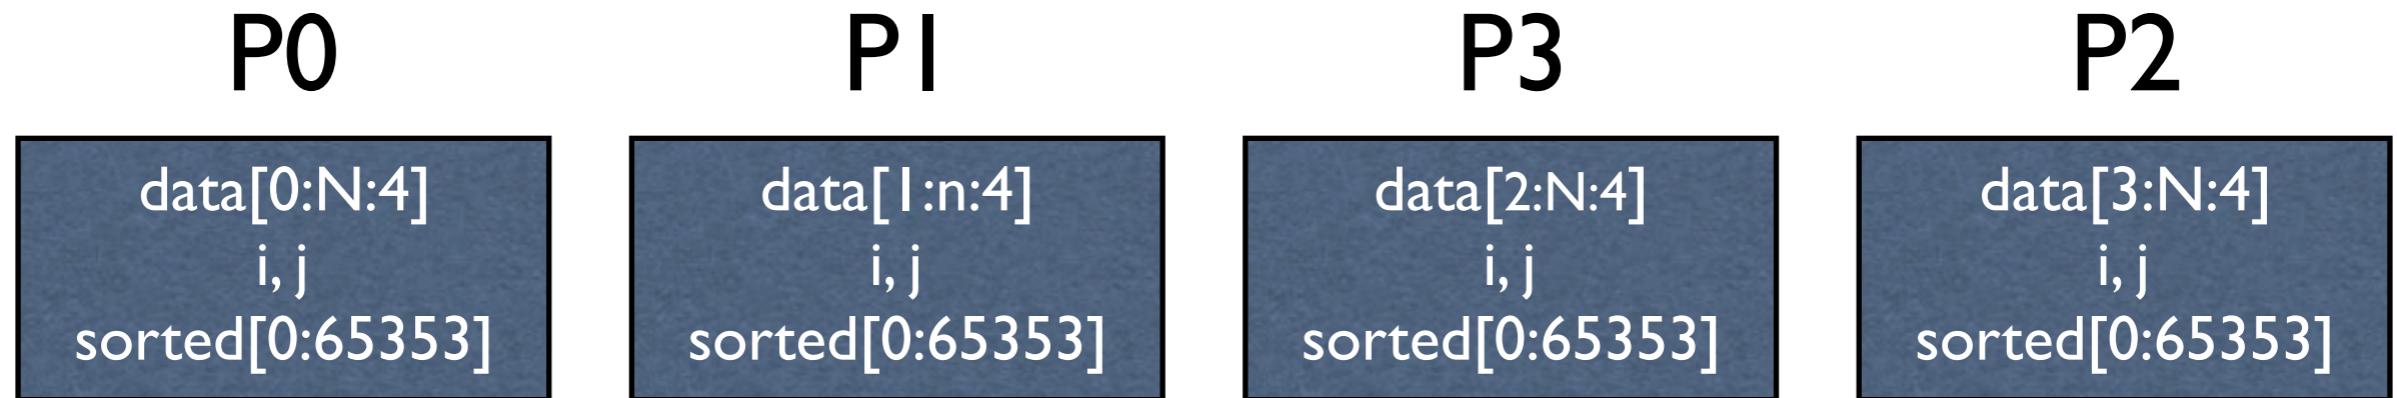 P0
data[0:N:4]
i, j
sorted[0:65353]
P1
data[1:n:4]
i, j
sorted[0:65353]
P3
data[2:N:4]
i, j
sorted[0:65353]
P2
data[3:N:4]
i, j
sorted[0:65353]